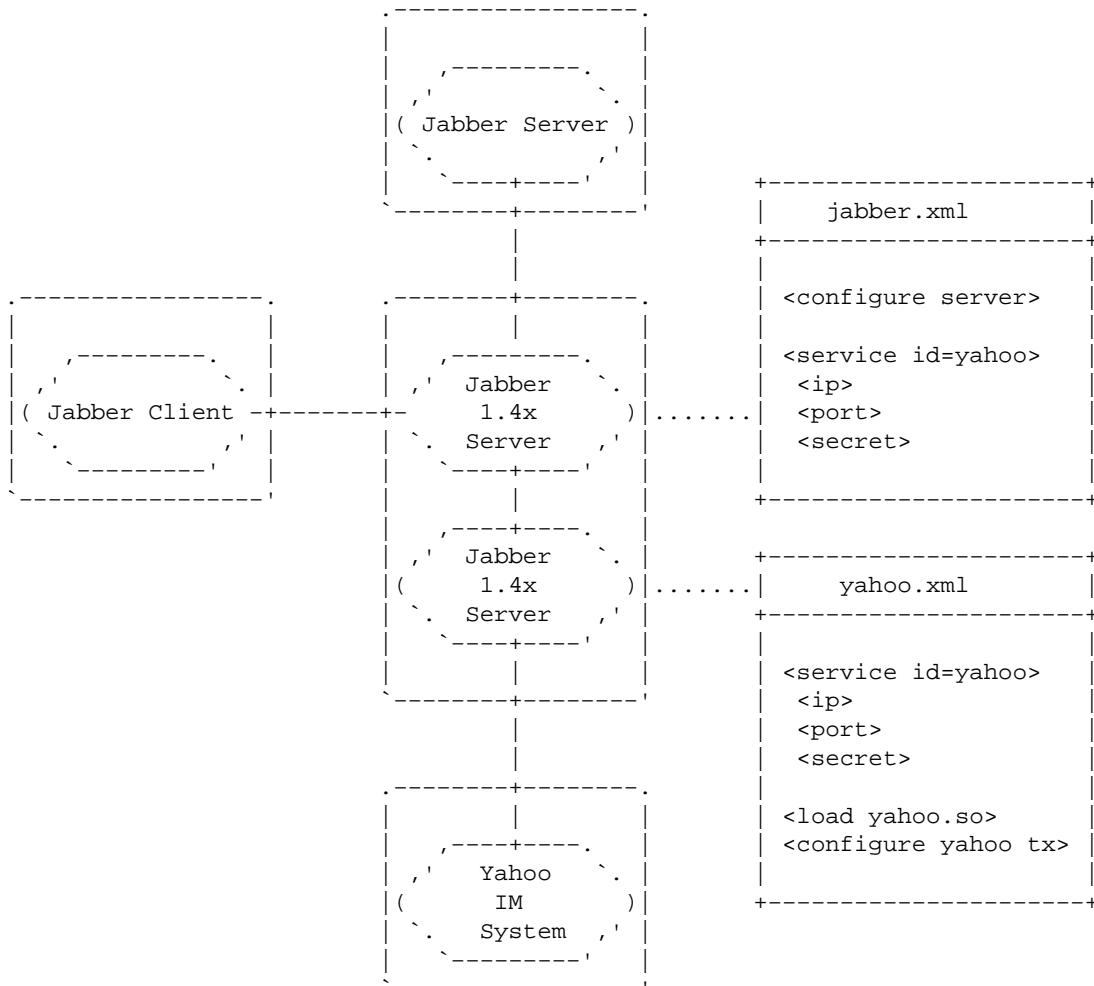 Jabber Server
jabber.xml
<configure server>
<service id=yahoo>
<ip>
<port>
<secret>
Jabber Client
Jabber
1.4x
Server
Jabber
1.4x
Server
yahoo.xml
<service id=yahoo>
<ip>
<port>
<secret>
<load yahoo.so>
<configure yahoo tx>
Yahoo
IM
System